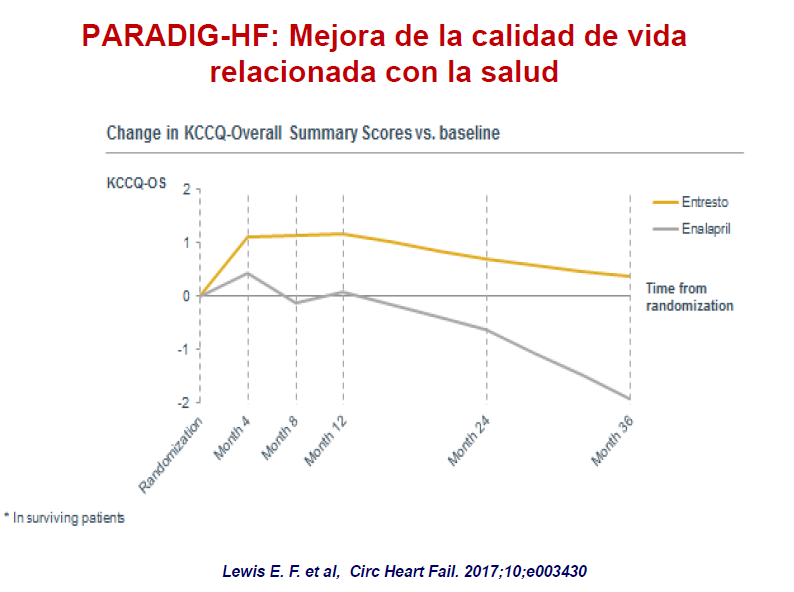 PARADIG-HF: Mejora de la calidad de vida
relacionada con la salud
Change in KCCQ-Overall Summary Scores vs. baseline
KCCQ-OS
2
1
0
-1
-2
Entresto
Enalapril
Time from
randomization
Randomization
Month 4
Month 8
Month 12
Month 24
Month 36
* In surviving patients
Lewis E. F. et al, Circ Heart Fail. 2017;10;e003430